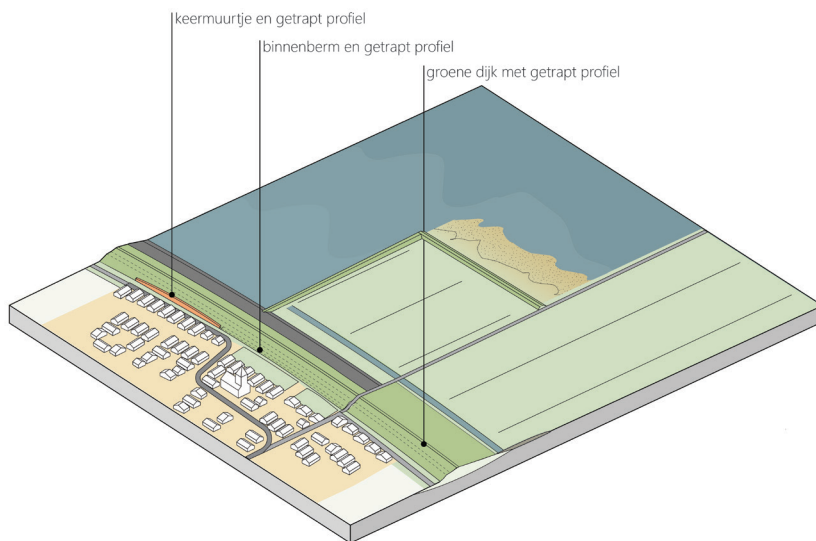 keermuurtje en getrapt profiel
binnenberm en getrapt profiel
groene dijk met getrapt profiel